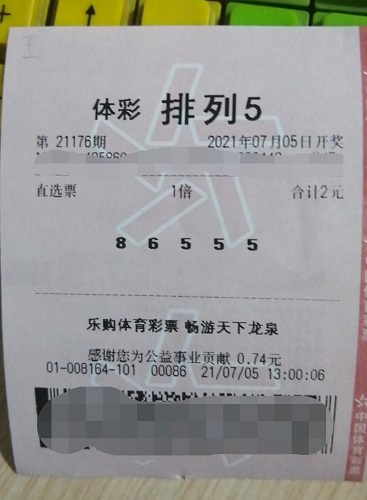 王
体彩 排列5
第 21176期 2021年07月05日开奖
直选票 1倍 合计2元
8 6 5 5 5 5
乐购体育彩票 畅游天下龙泉
感谢您为公益事业贡献 0.74元
01-008164-101 00086 21/07/05 13:00:06
中国体育彩票